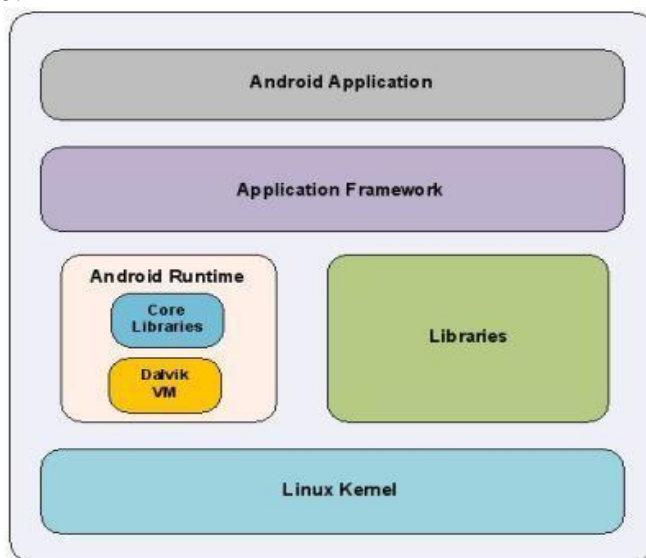 Android Application
Application Framework
Android Runtime
Core
Libraries
Dalvik
VM
Libraries
Linux Kernel